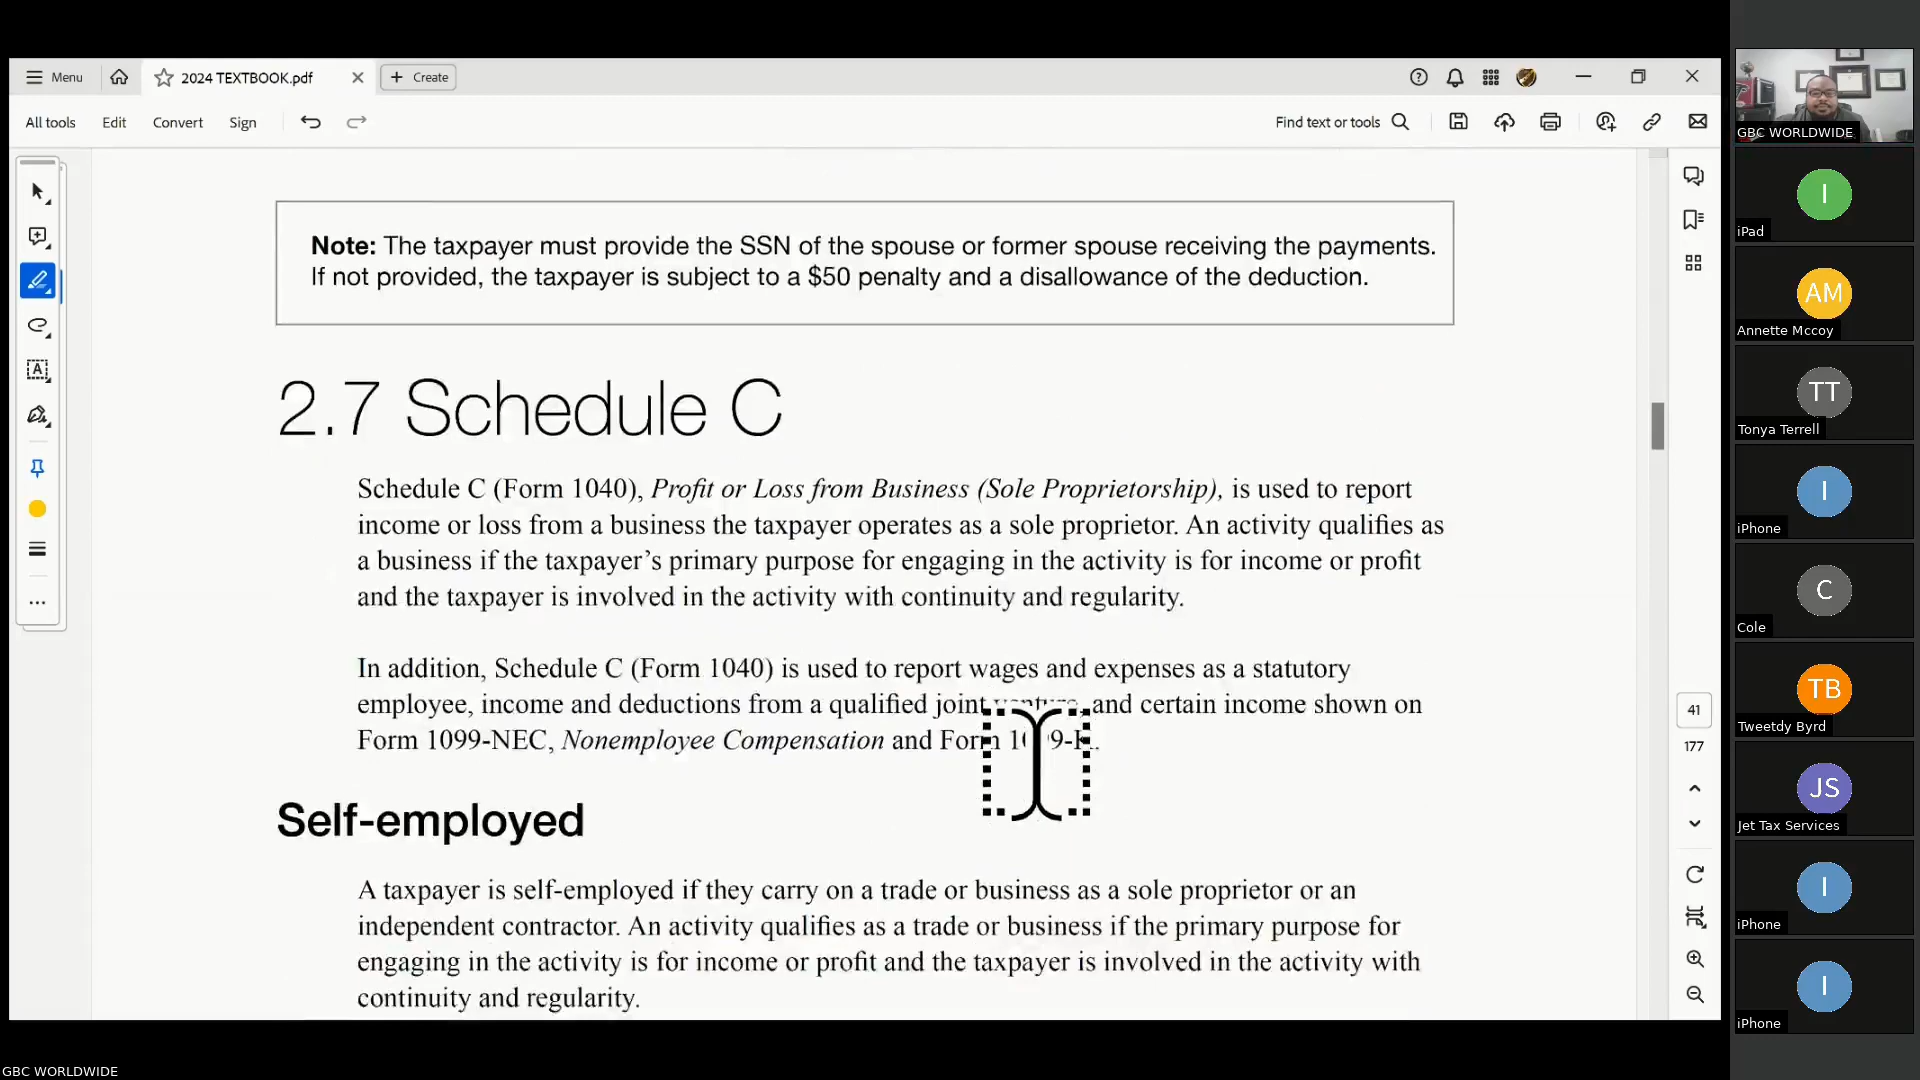 Menu
2024 TEXTBOOK.pdf
Create
All tools
Edit
Convert
Sign
Find text or tools
Note: The taxpayer must provide the SSN of the spouse or former spouse receiving the payments.
If not provided, the taxpayer is subject to a $50 penalty and a disallowance of the deduction.
2.7 Schedule C
Schedule C (Form 1040), Profit or Loss from Business (Sole Proprietorship), is used to report
income or loss from a business the taxpayer operates as a sole proprietor. An activity qualifies as
a business if the taxpayer’s primary purpose for engaging in the activity is for income or profit
and the taxpayer is involved in the activity with continuity and regularity.
In addition, Schedule C (Form 1040) is used to report wages and expenses as a statutory
employee, income and deductions from a qualified joint venture, and certain income shown on
Form 1099-NEC, Nonemployee Compensation and Form
Self-employed
A taxpayer is self-employed if they carry on a trade or business as a sole proprietor or an
independent contractor. An activity qualifies as a trade or business if the primary purpose for
engaging in the activity is for income or profit and the taxpayer is involved in the activity with
continuity and regularity.
41
177
GBC WORLDWIDE
I
iPad
AM
Annette Mccoy
TT
Tonya Terrell
I
iPhone
C
Cole
TB
Tweetdy Byrd
JS
Jet Tax Services
I
iPhone
I
iPhone
GBC WORLDWIDE